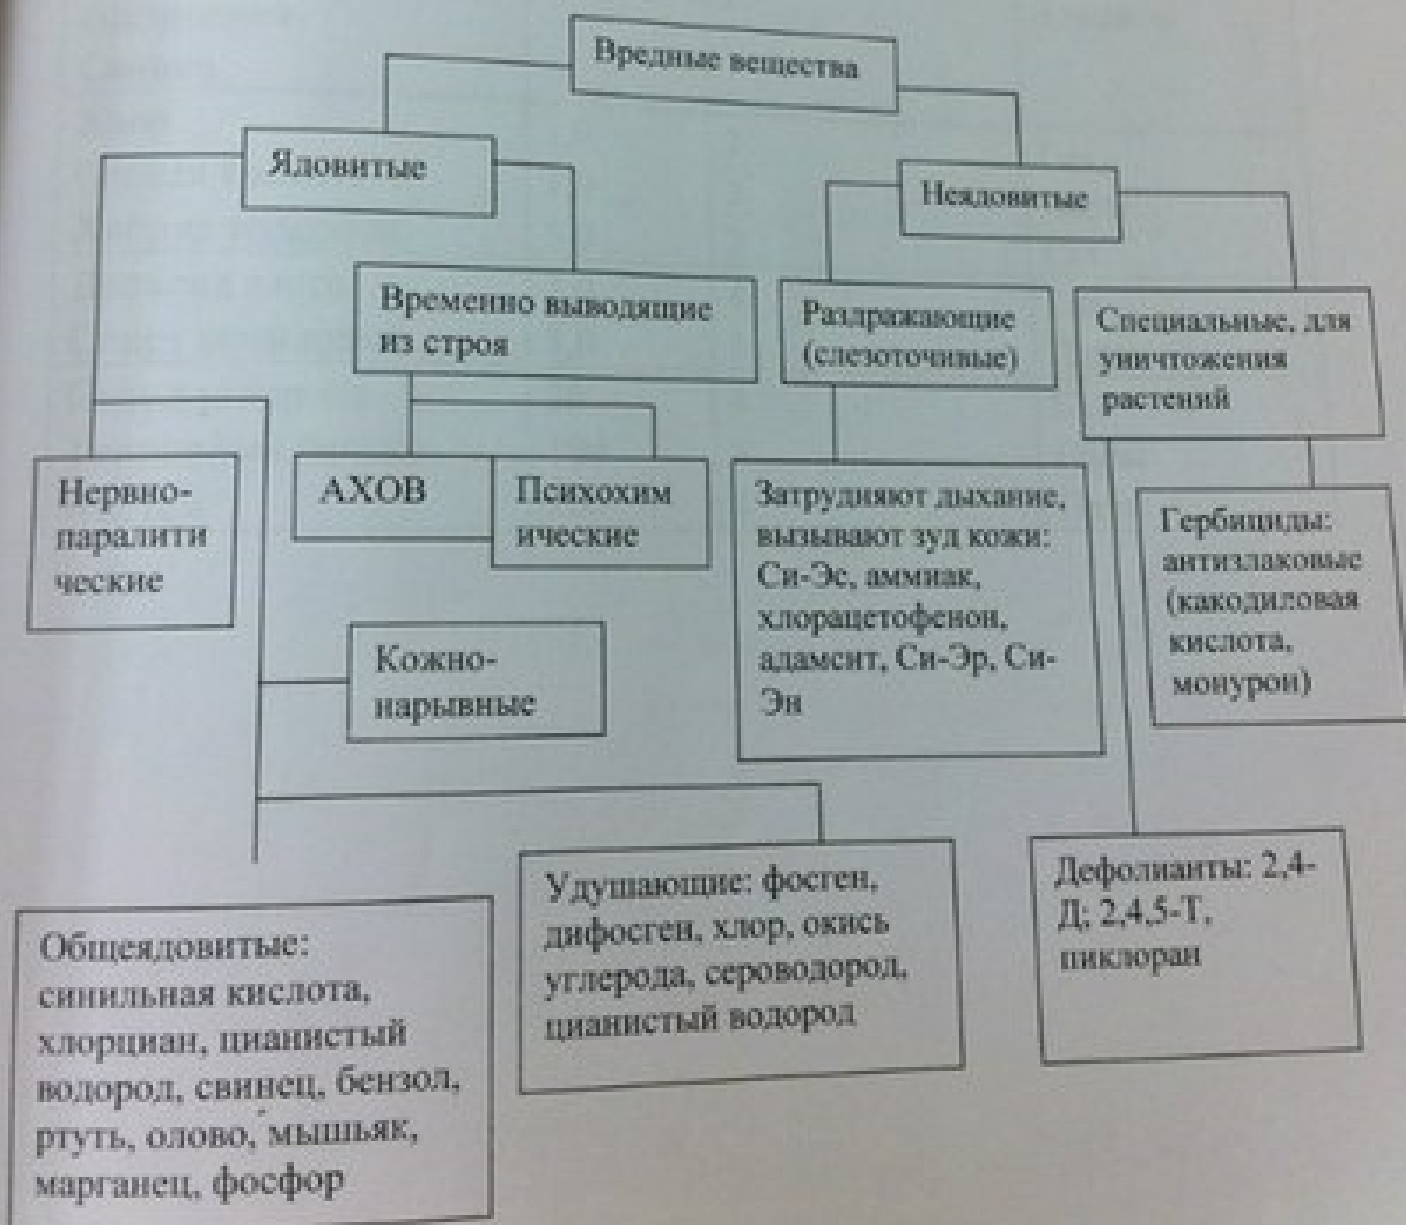 Вредные вещества
Ядовитые
Неядовитые
Временно выводящие
из строя
Раздражающие
(слезоточивые)
Специальные, для
уничтожения
растений
Нервно-
паралити
ческие
АХОВ
Психохим
ические
Затрудняют дыхание,
вызывают зуд кожи:
Си-Эс, аммиак,
хлорацетофенон,
адамсит, Си-Эр, Си-
Эн
Гербициды:
антизлаковые
(какодиловая
кислота,
монурон)
Кожно-
нарывные
Общеядовитые:
синильная кислота,
хлорциан, цианистый
водород, свинец, бензол,
ртуть, олово, мышьяк,
марганец, фосфор
Удушающие: фосген,
дифосген, хлор, окись
углерода, сероводород,
цианистый водород
Дефолианты: 2,4-
Д; 2,4,5-Т,
пиклоран